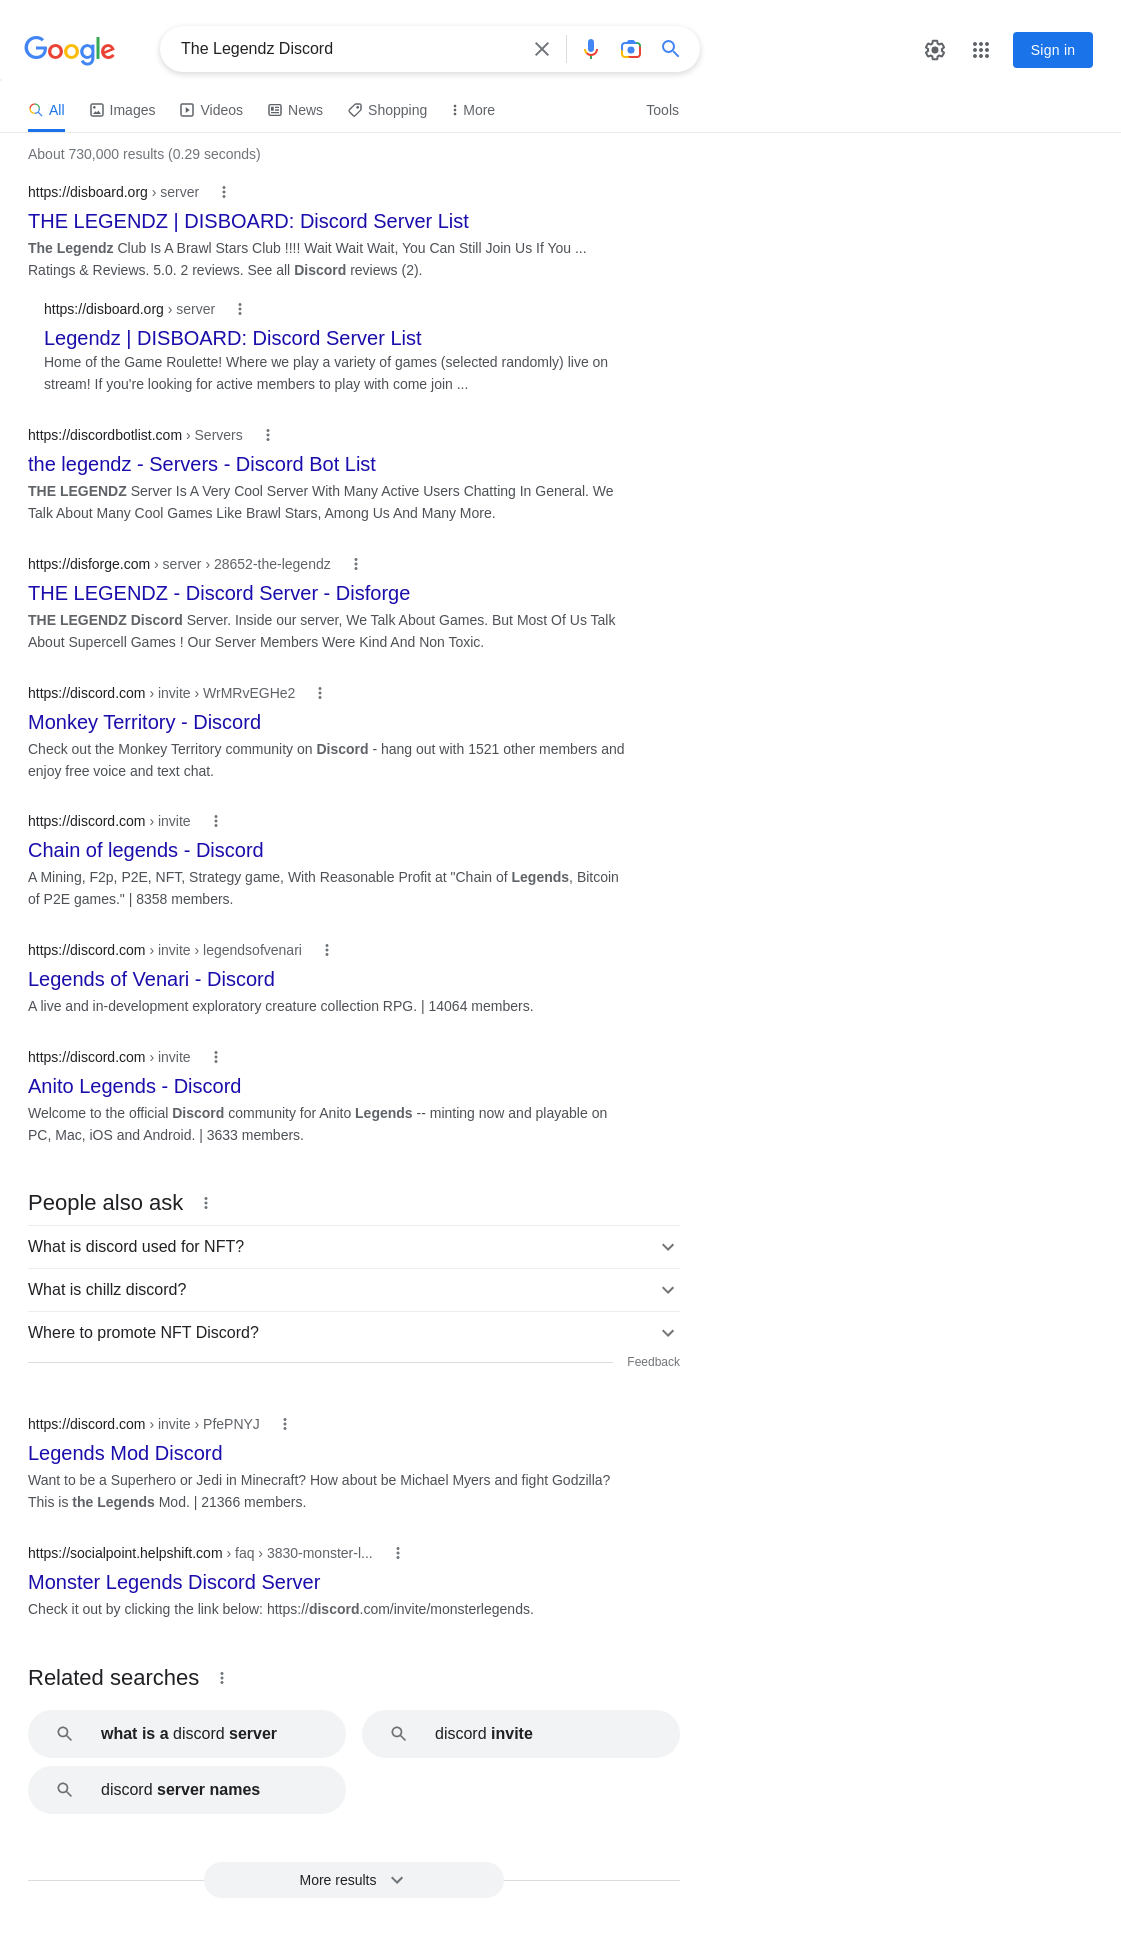 Google
The Legendz Discord
Sign in
All Images Videos News Shopping More Tools
About 730,000 results (0.29 seconds)
https://disboard.org › server
THE LEGENDZ | DISBOARD: Discord Server List
The Legendz Club Is A Brawl Stars Club !!!! Wait Wait Wait, You Can Still Join Us If You ...
Ratings & Reviews. 5.0. 2 reviews. See all Discord reviews (2).
https://disboard.org › server
Legendz | DISBOARD: Discord Server List
Home of the Game Roulette! Where we play a variety of games (selected randomly) live on
stream! If you're looking for active members to play with come join ...
https://discordbotlist.com › Servers
the legendz - Servers - Discord Bot List
THE LEGENDZ Server Is A Very Cool Server With Many Active Users Chatting In General. We
Talk About Many Cool Games Like Brawl Stars, Among Us And Many More.
https://disforge.com › server › 28652-the-legendz
THE LEGENDZ - Discord Server - Disforge
THE LEGENDZ Discord Server. Inside our server, We Talk About Games. But Most Of Us Talk
About Supercell Games ! Our Server Members Were Kind And Non Toxic.
https://discord.com › invite › WrMRvEGHe2
Monkey Territory - Discord
Check out the Monkey Territory community on Discord - hang out with 1521 other members and
enjoy free voice and text chat.
https://discord.com › invite
Chain of legends - Discord
A Mining, F2p, P2E, NFT, Strategy game, With Reasonable Profit at "Chain of Legends, Bitcoin
of P2E games." | 8358 members.
https://discord.com › invite › legendsofvenari
Legends of Venari - Discord
A live and in-development exploratory creature collection RPG. | 14064 members.
https://discord.com › invite
Anito Legends - Discord
Welcome to the official Discord community for Anito Legends -- minting now and playable on
PC, Mac, iOS and Android. | 3633 members.
People also ask
What is discord used for NFT?
What is chillz discord?
Where to promote NFT Discord?
Feedback
https://discord.com › invite › PfePNYJ
Legends Mod Discord
Want to be a Superhero or Jedi in Minecraft? How about be Michael Myers and fight Godzilla?
This is the Legends Mod. | 21366 members.
https://socialpoint.helpshift.com › faq › 3830-monster-l...
Monster Legends Discord Server
Check it out by clicking the link below: https://discord.com/invite/monsterlegends.
Related searches
what is a discord server
discord invite
discord server names
More results